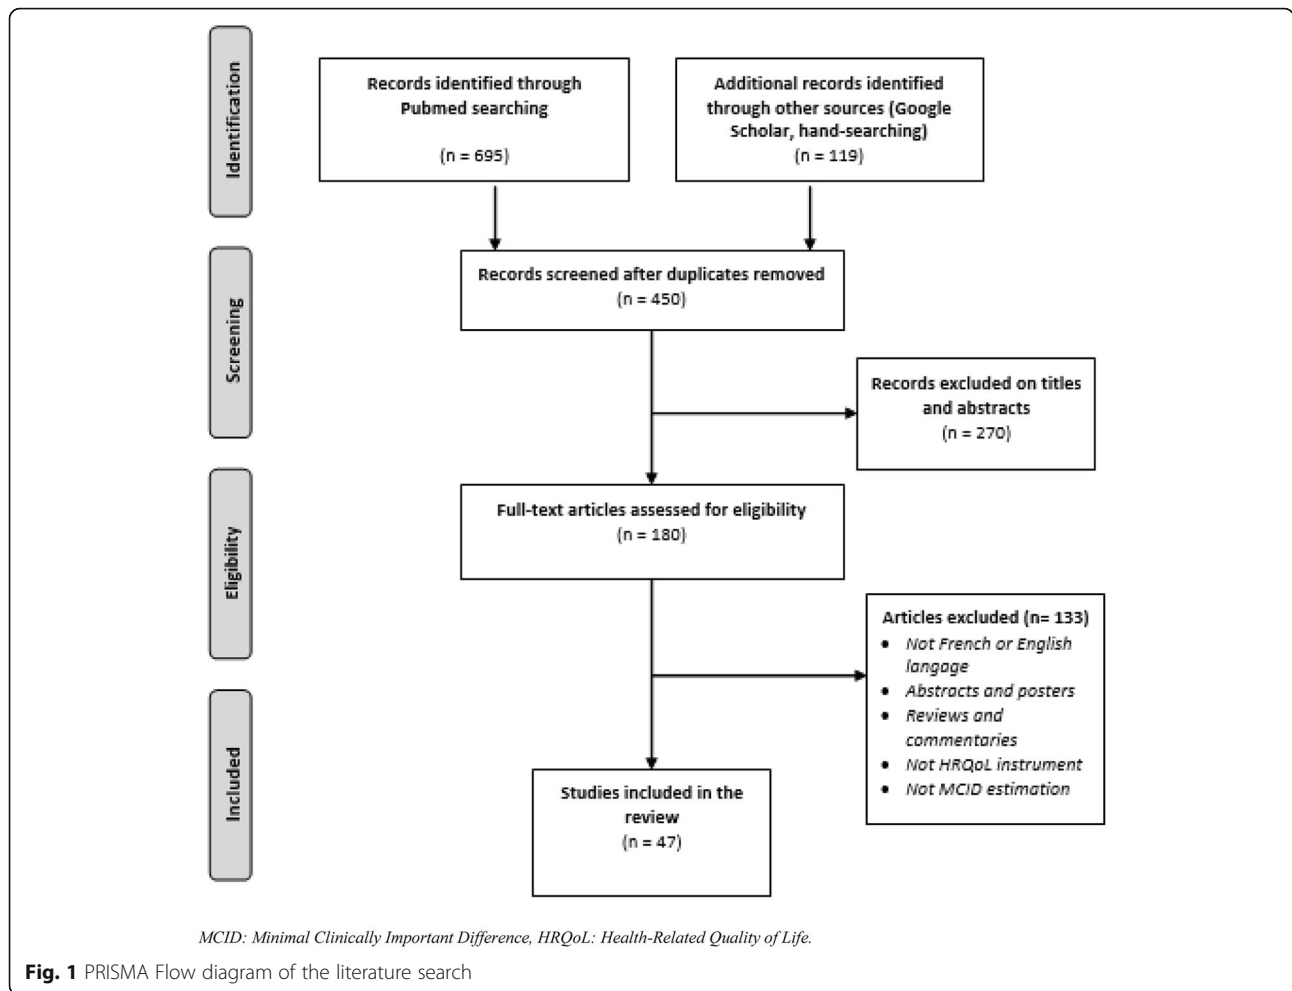 Identification
Records identified through
Pubmed searching
(n = 695)
Additional records identified
through other sources (Google
Scholar, hand-searching)
(n = 119)
Screening
Records screened after duplicates removed
(n = 450)
Records excluded on titles
and abstracts
(n = 270)
Eligibility
Full-text articles assessed for eligibility
(n = 180)
Articles excluded (n= 133)
• Not French or English
langage
• Abstracts and posters
• Reviews and
commentaries
• Not HRQoL instrument
• Not MCID estimation
Included
Studies included in the
review
(n = 47)
MCID: Minimal Clinically Important Difference, HRQoL: Health-Related Quality of Life.
Fig. 1 PRISMA Flow diagram of the literature search